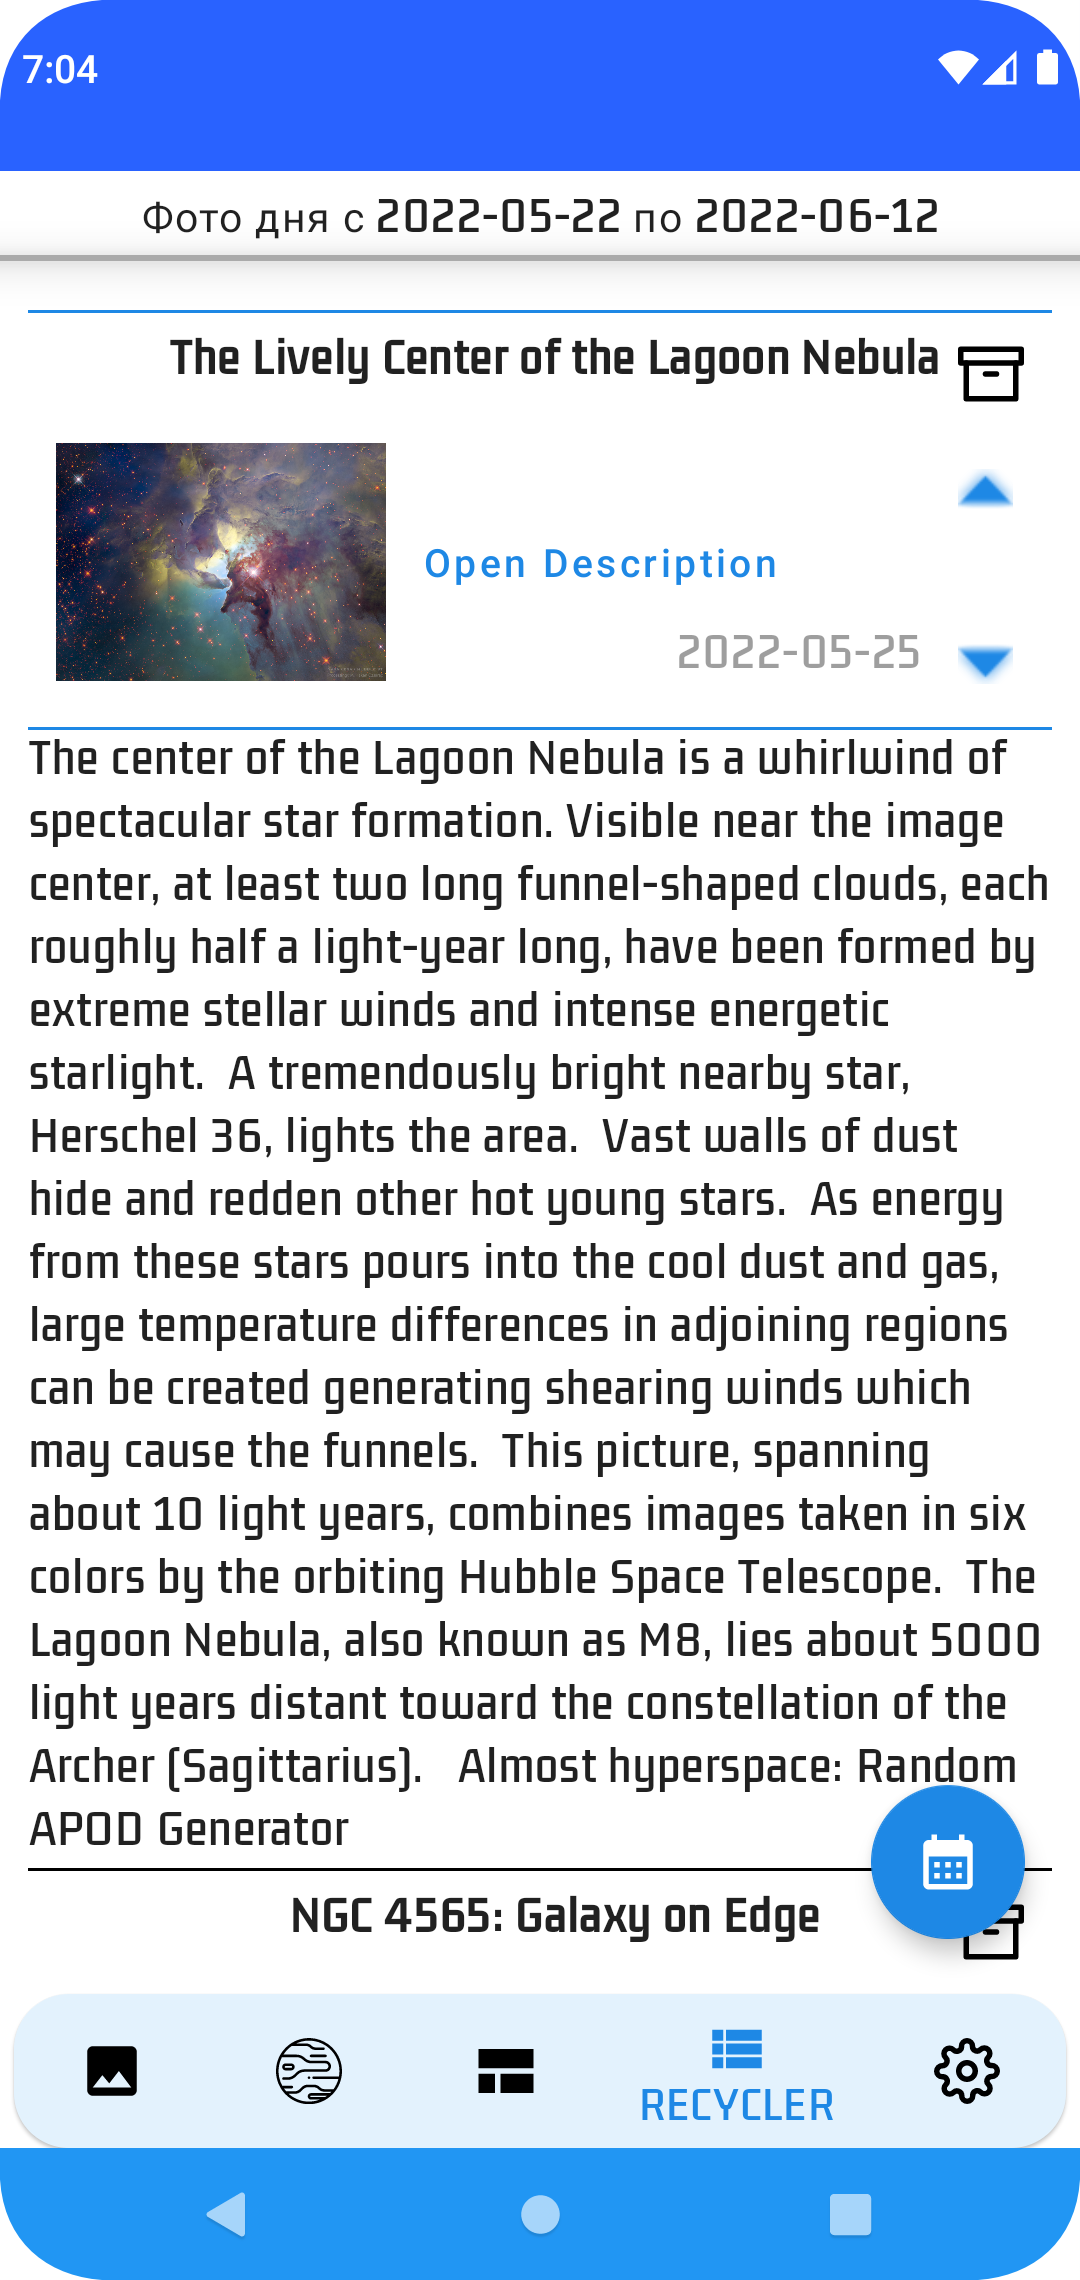 7:04
Фото дня с 2022-05-22 по 2022-06-12
The Lively Center of the Lagoon Nebula
Open Description
2022-05-25
The center of the Lagoon Nebula is a whirlwind of
spectacular star formation. Visible near the image
center, at least two long funnel-shaped clouds, each
roughly half a light-year long, have been formed by
extreme stellar winds and intense energetic
starlight.  A tremendously bright nearby star,
Herschel 36, lights the area.  Vast walls of dust
hide and redden other hot young stars.  As energy
from these stars pours into the cool dust and gas,
large temperature differences in adjoining regions
can be created generating shearing winds which
may cause the funnels.  This picture, spanning
about 10 light years, combines images taken in six
colors by the orbiting Hubble Space Telescope.  The
Lagoon Nebula, also known as M8, lies about 5000
light years distant toward the constellation of the
Archer (Sagittarius).   Almost hyperspace: Random
APOD Generator
NGC 4565: Galaxy on Edge
RECYCLER